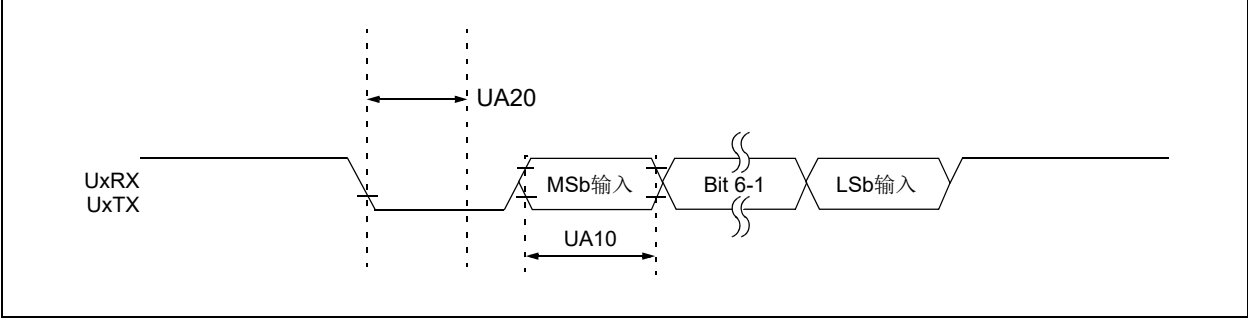 UA20
UxRX
UxTX
MSb输入
Bit 6-1
LSb输入
UA10